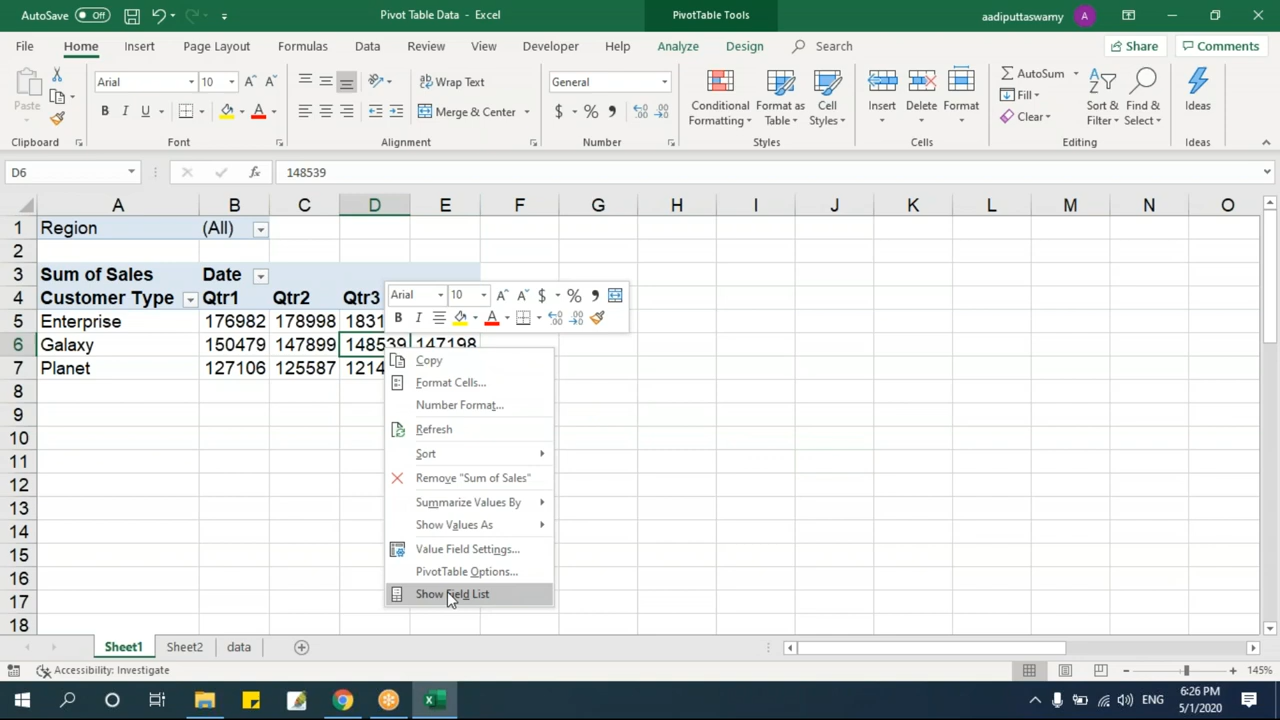 AutoSave Off Pivot Table Data - Excel PivotTable Tools aadiputtaswamy A
File Home Insert Page Layout Formulas Data Review View Developer Help Analyze Design Search Share Comments
Paste Arial 10 Wrap Text General Conditional Formatting Format as Table Cell Styles Insert Delete Format AutoSum Sort & Filter Find & Select Ideas
B I U A Merge & Center $ % , Fill
Clear
Clipboard Font Alignment Number Styles Cells Editing Ideas
D6 fx 148539
A B C D E F G H I J K L M N O
1 Region (All)
2
3 Sum of Sales Date
4 Customer Type Qtr1 Qtr2 Qtr3
5 Enterprise 176982 178998 1831
6 Galaxy 150479 147899 148539 147198
7 Planet 127106 125587 1214
8
9
10
11
12
13
14
15
16
17
18
Arial 10 A A $ % ,
B I A
Copy
Format Cells...
Number Format...
Refresh
Sort
Remove "Sum of Sales"
Summarize Values By
Show Values As
Value Field Settings...
PivotTable Options...
Show Field List
Sheet1 Sheet2 data
Accessibility: Investigate 145%
ENG 6:26 PM
5/1/2020